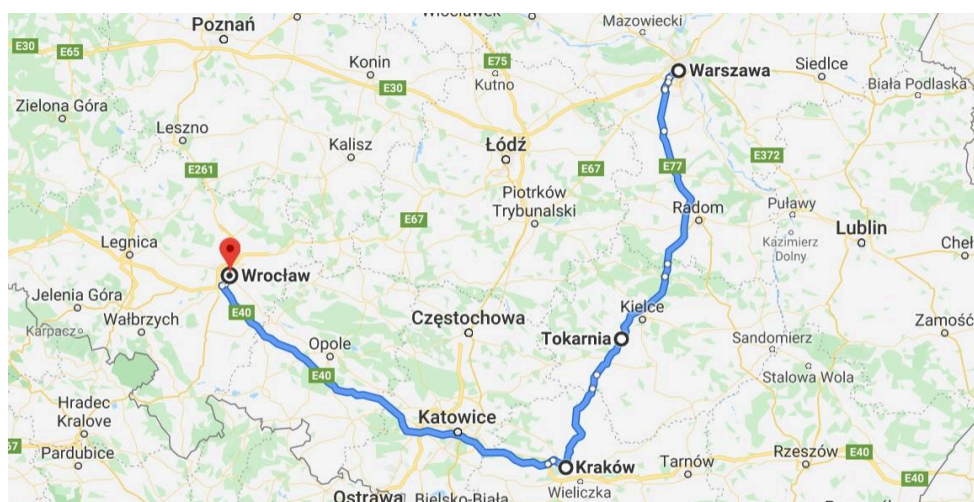 Poznań
Włocławek
Mazowiecki
E30
E65
E75
Warszawa
Konin
Siedlce
Kutno
E30
Biała Podlaska
Zielona Góra
Leszno
Kalisz
Łódź
E372
E261
E67
E77
Piotrków
Trybunalski
Puławy
E67
Radom
Lublin
Legnica
Kazimierz
Dolny
Cheł
Wrocław
Jelenia Góra
E40
Kielce
Karpacz
Wałbrzych
Częstochowa
Zamość
Opole
Tokarnia
Sandomierz
E40
Stalowa Wola
Hradec
Kralove
Katowice
67
Pardubice
Kraków
Tarnów
Rzeszów
E40
Wieliczka
E40
Ostrawa
Bielsko-Biała